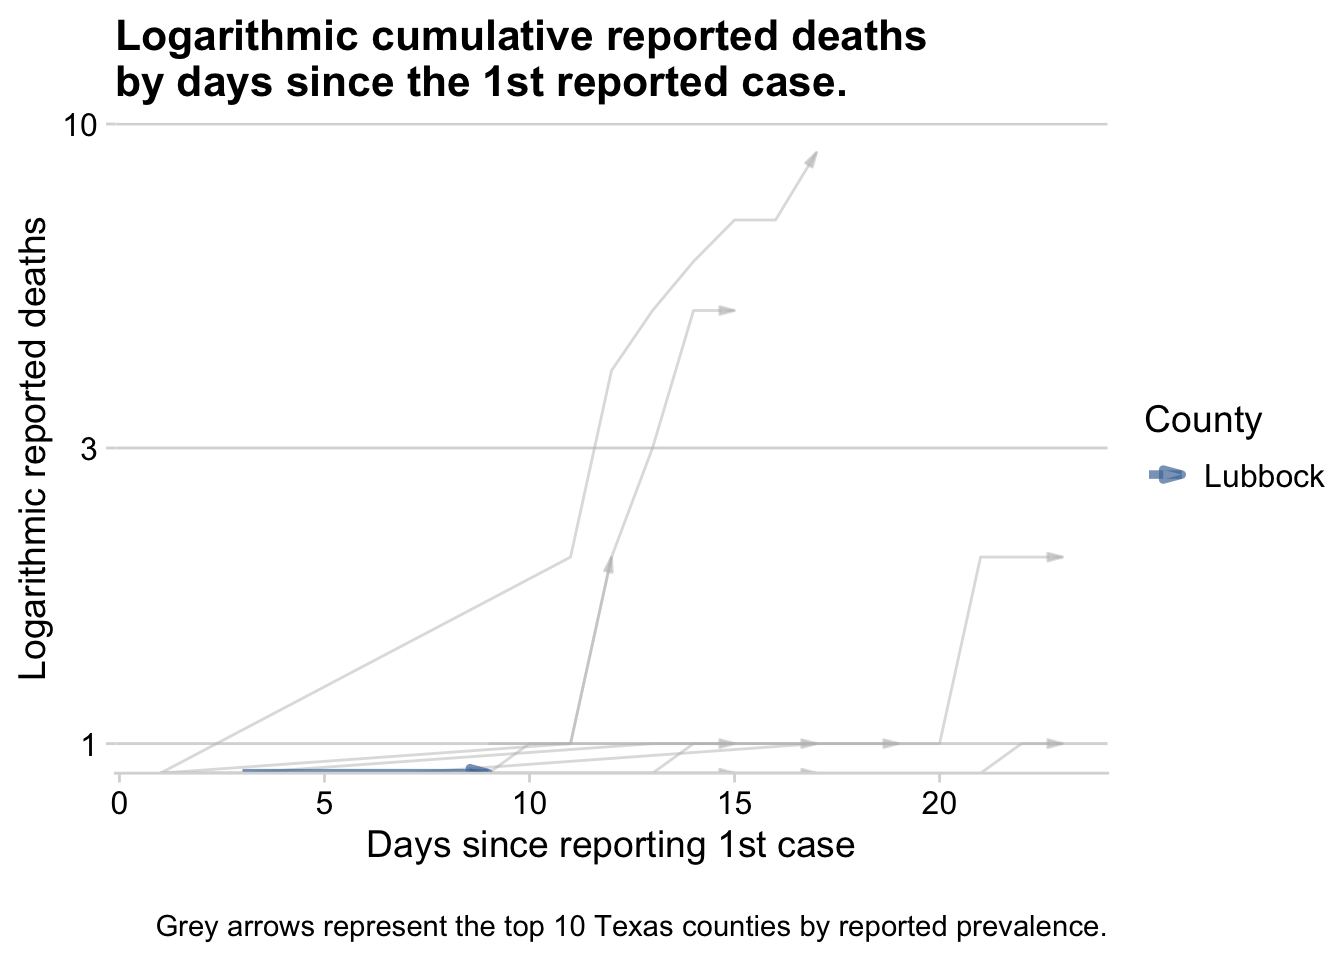 Logarithmic cumulative reported deaths
by days since the 1st reported case.
10
3
1
Logarithmic reported deaths
0 5 10 15 20
Days since reporting 1st case
County
Lubbock
Grey arrows represent the top 10 Texas counties by reported prevalence.